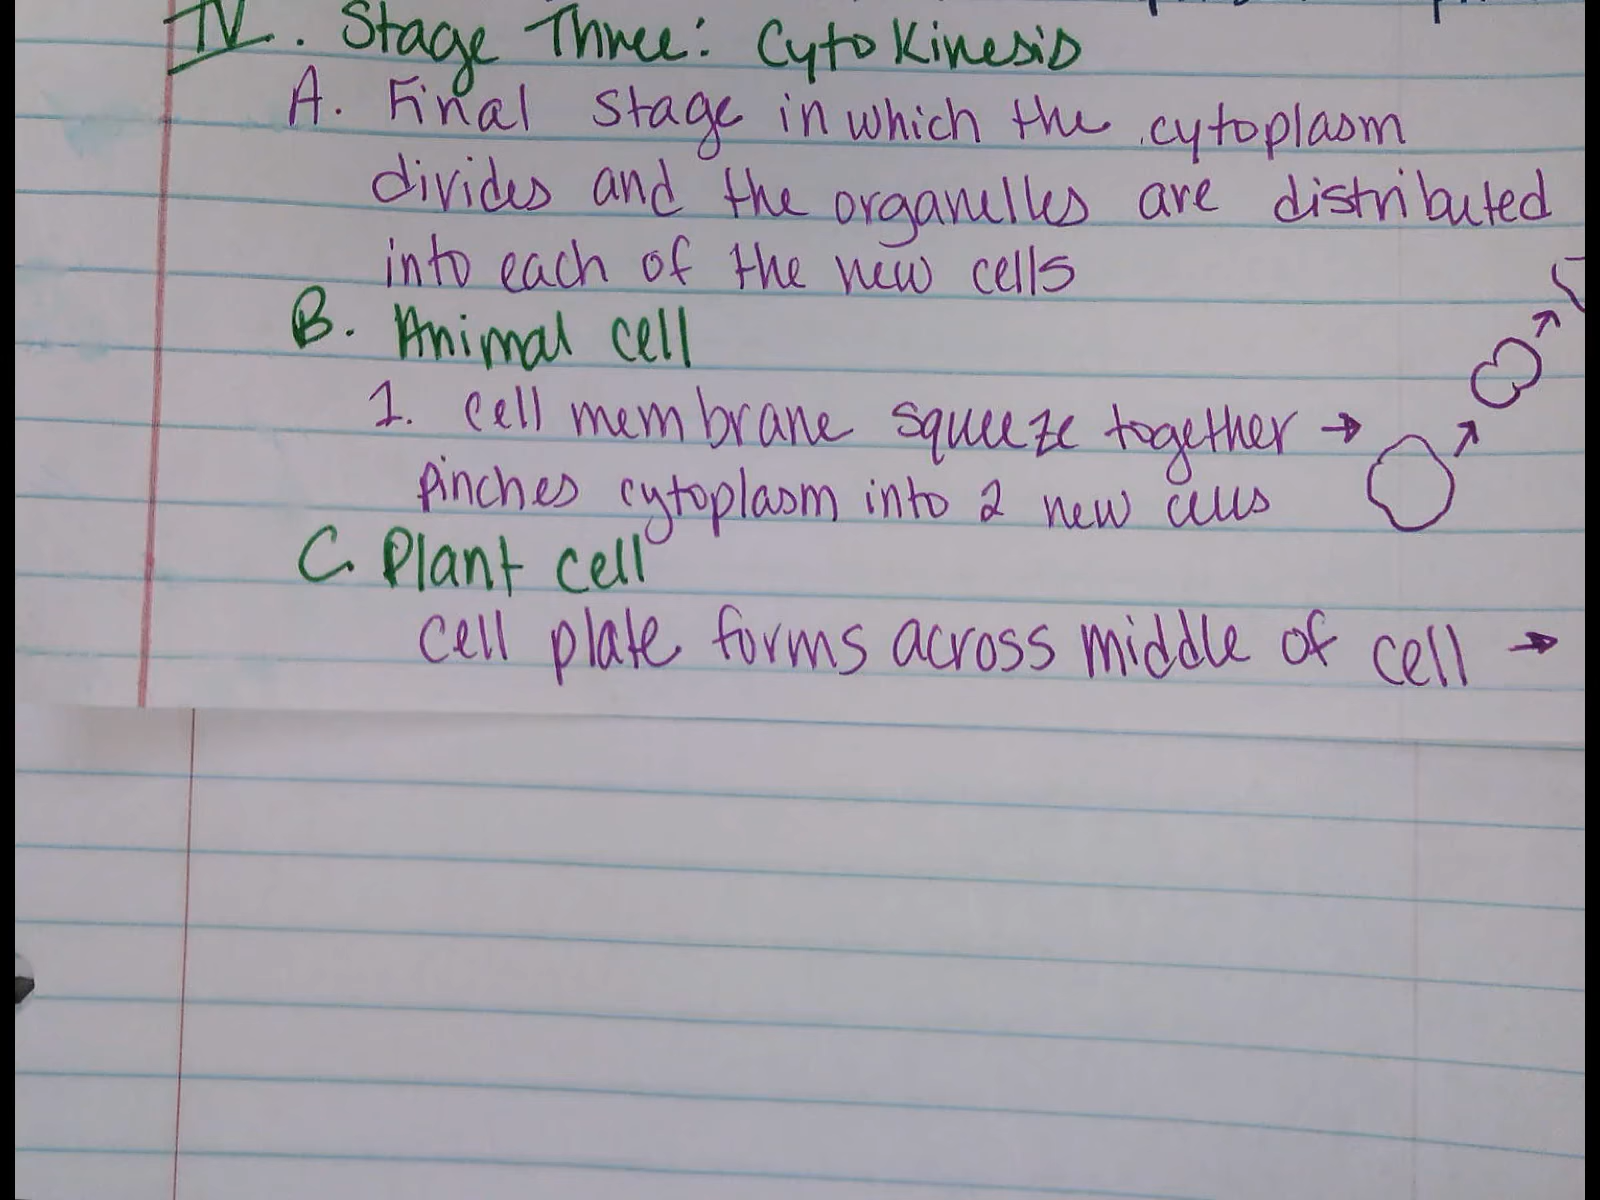 IV. Stage Three: Cytokinesis
A. Final stage in which the cytoplasm
divides and the organelles are distributed
into each of the new cells
B. Animal cell
1. cell membrane squeeze together →
pinches cytoplasm into 2 new cells
C. Plant cell
cell plate forms across middle of cell →